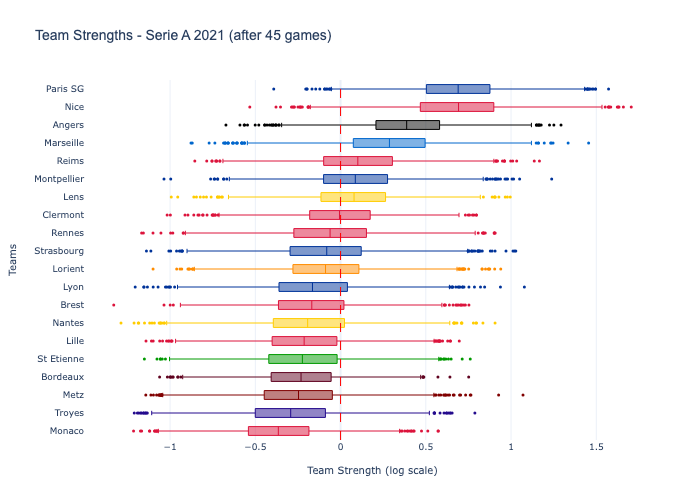 Team Strengths - Serie A 2021 (after 45 games)
Paris SG
Nice
Angers
Marseille
Reims
Montpellier
Lens
Clermont
Rennes
Strasbourg
Lorient
Lyon
Brest
Nantes
Lille
St Etienne
Bordeaux
Metz
Troyes
Monaco
Teams
−1 −0.5 0 0.5 1 1.5
Team Strength (log scale)